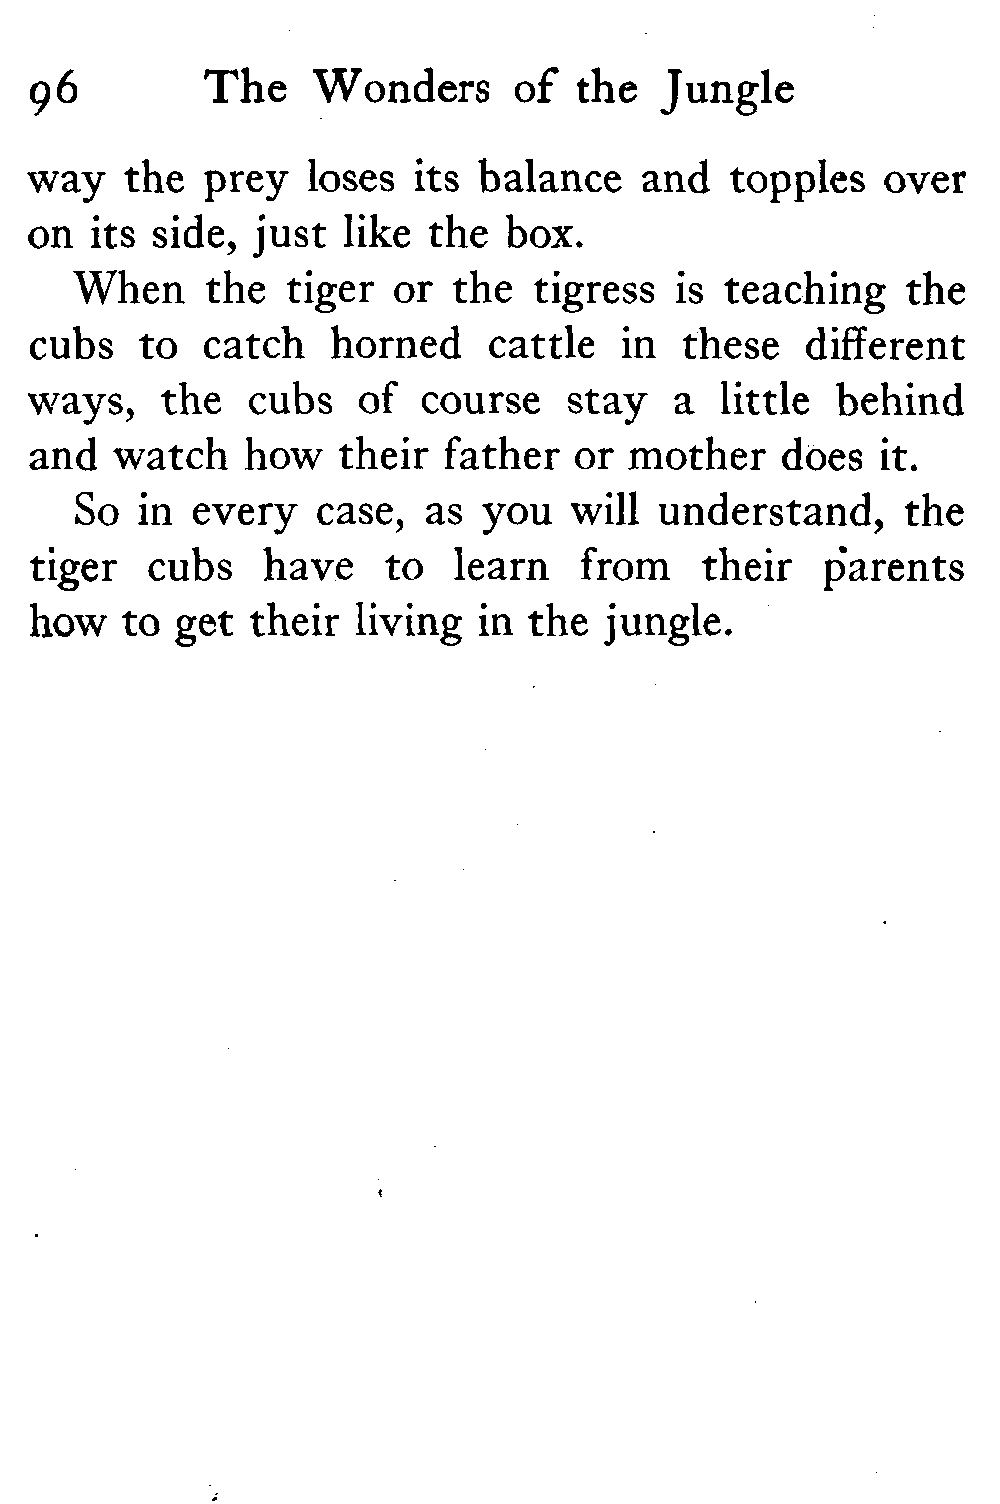 96 The Wonders of the Jungle
way the prey loses its balance and topples over
on its side, just like the box.
When the tiger or the tigress is teaching the
cubs to catch horned cattle in these different
ways, the cubs of course stay a little behind
and watch how their father or mother does it.
So in every case, as you will understand, the
tiger cubs have to learn from their parents
how to get their living in the jungle.